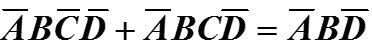 A̅BC̅D̅ + A̅BCD̅ = A̅BD̅